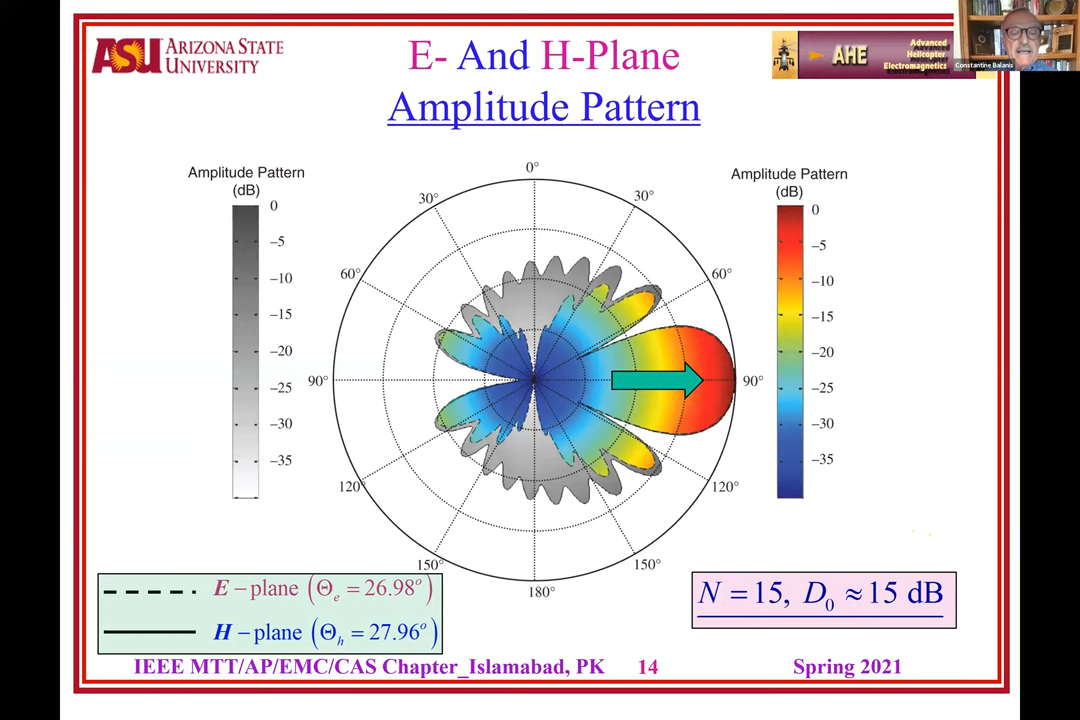 ASU ARIZONA STATE
UNIVERSITY
E- And H-Plane
Amplitude Pattern
AHE
Advanced
Helicopter
Electromagnetics
Constantine Balanis
Amplitude Pattern
(dB)
0
–5
–10
–15
–20
–25
–30
–35
0°
30°
30°
60°
60°
90°
90°
120°
120°
150°
150°
180°
Amplitude Pattern
(dB)
0
–5
–10
–15
–20
–25
–30
–35
E – plane (Θe = 26.98°)
H – plane (Θh = 27.96°)
N = 15, D0 ≈ 15 dB
IEEE MTT/AP/EMC/CAS Chapter_Islamabad, PK 14 Spring 2021